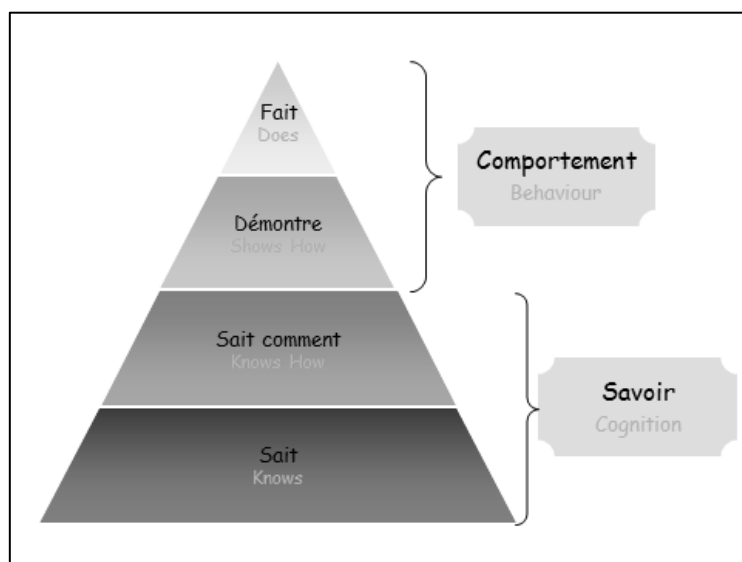 Fait
Does
Comportement
Behaviour
Démontre
Shows How
Sait comment
Knows How
Savoir
Cognition
Sait
Knows